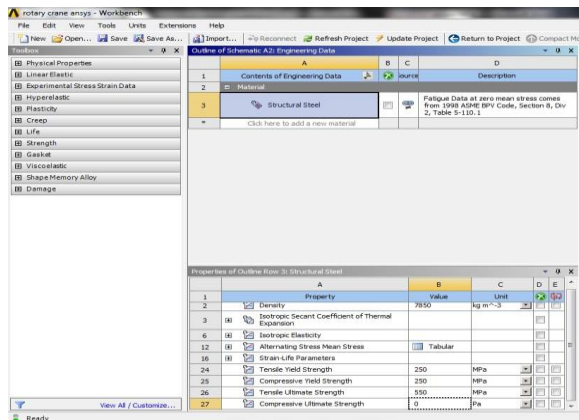 rotary crane ansys - Workbench
File Edit View Tools Units Extensions Help
New Open... Save Save As... Import... Reconnect Refresh Project Update Project Return to Project Compact Mo
Toolbox
Physical Properties
Linear Elastic
Experimental Stress Strain Data
Hyperelastic
Plasticity
Creep
Life
Strength
Gasket
Viscoelastic
Shape Memory Alloy
Damage
View All / Customize...
Outline of Schematic A2: Engineering Data
A B C D
1 Contents of Engineering Data ource Description
2 Material
3 Structural Steel Fatigue Data at zero mean stress comes
from 1998 ASME BPV Code, Section 8, Div
2, Table 5-110.1
* Click here to add a new material
Properties of Outline Row 3: Structural Steel
A B C D E
1 Property Value Unit
2 Density 7850 kg m^-3
3 Isotropic Secant Coefficient of Thermal
Expansion
6 Isotropic Elasticity
12 Alternating Stress Mean Stress Tabular
16 Strain-Life Parameters
24 Tensile Yield Strength 250 MPa
25 Compressive Yield Strength 250 MPa
26 Tensile Ultimate Strength 550 MPa
27 Compressive Ultimate Strength 0 Pa
Ready